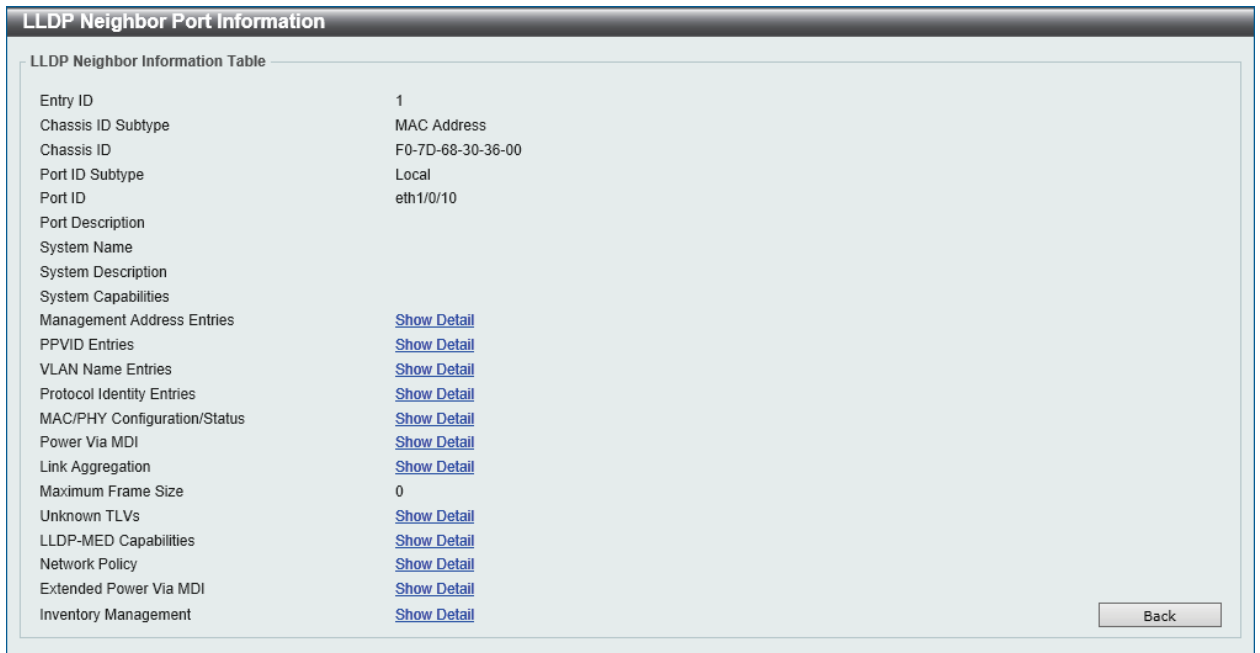 LLDP Neighbor Port Information
LLDP Neighbor Information Table
Entry ID 1
Chassis ID Subtype MAC Address
Chassis ID F0-7D-68-30-36-00
Port ID Subtype Local
Port ID eth1/0/10
Port Description
System Name
System Description
System Capabilities
Management Address Entries Show Detail
PPVID Entries Show Detail
VLAN Name Entries Show Detail
Protocol Identity Entries Show Detail
MAC/PHY Configuration/Status Show Detail
Power Via MDI Show Detail
Link Aggregation Show Detail
Maximum Frame Size 0
Unknown TLVs Show Detail
LLDP-MED Capabilities Show Detail
Network Policy Show Detail
Extended Power Via MDI Show Detail
Inventory Management Show Detail
Back